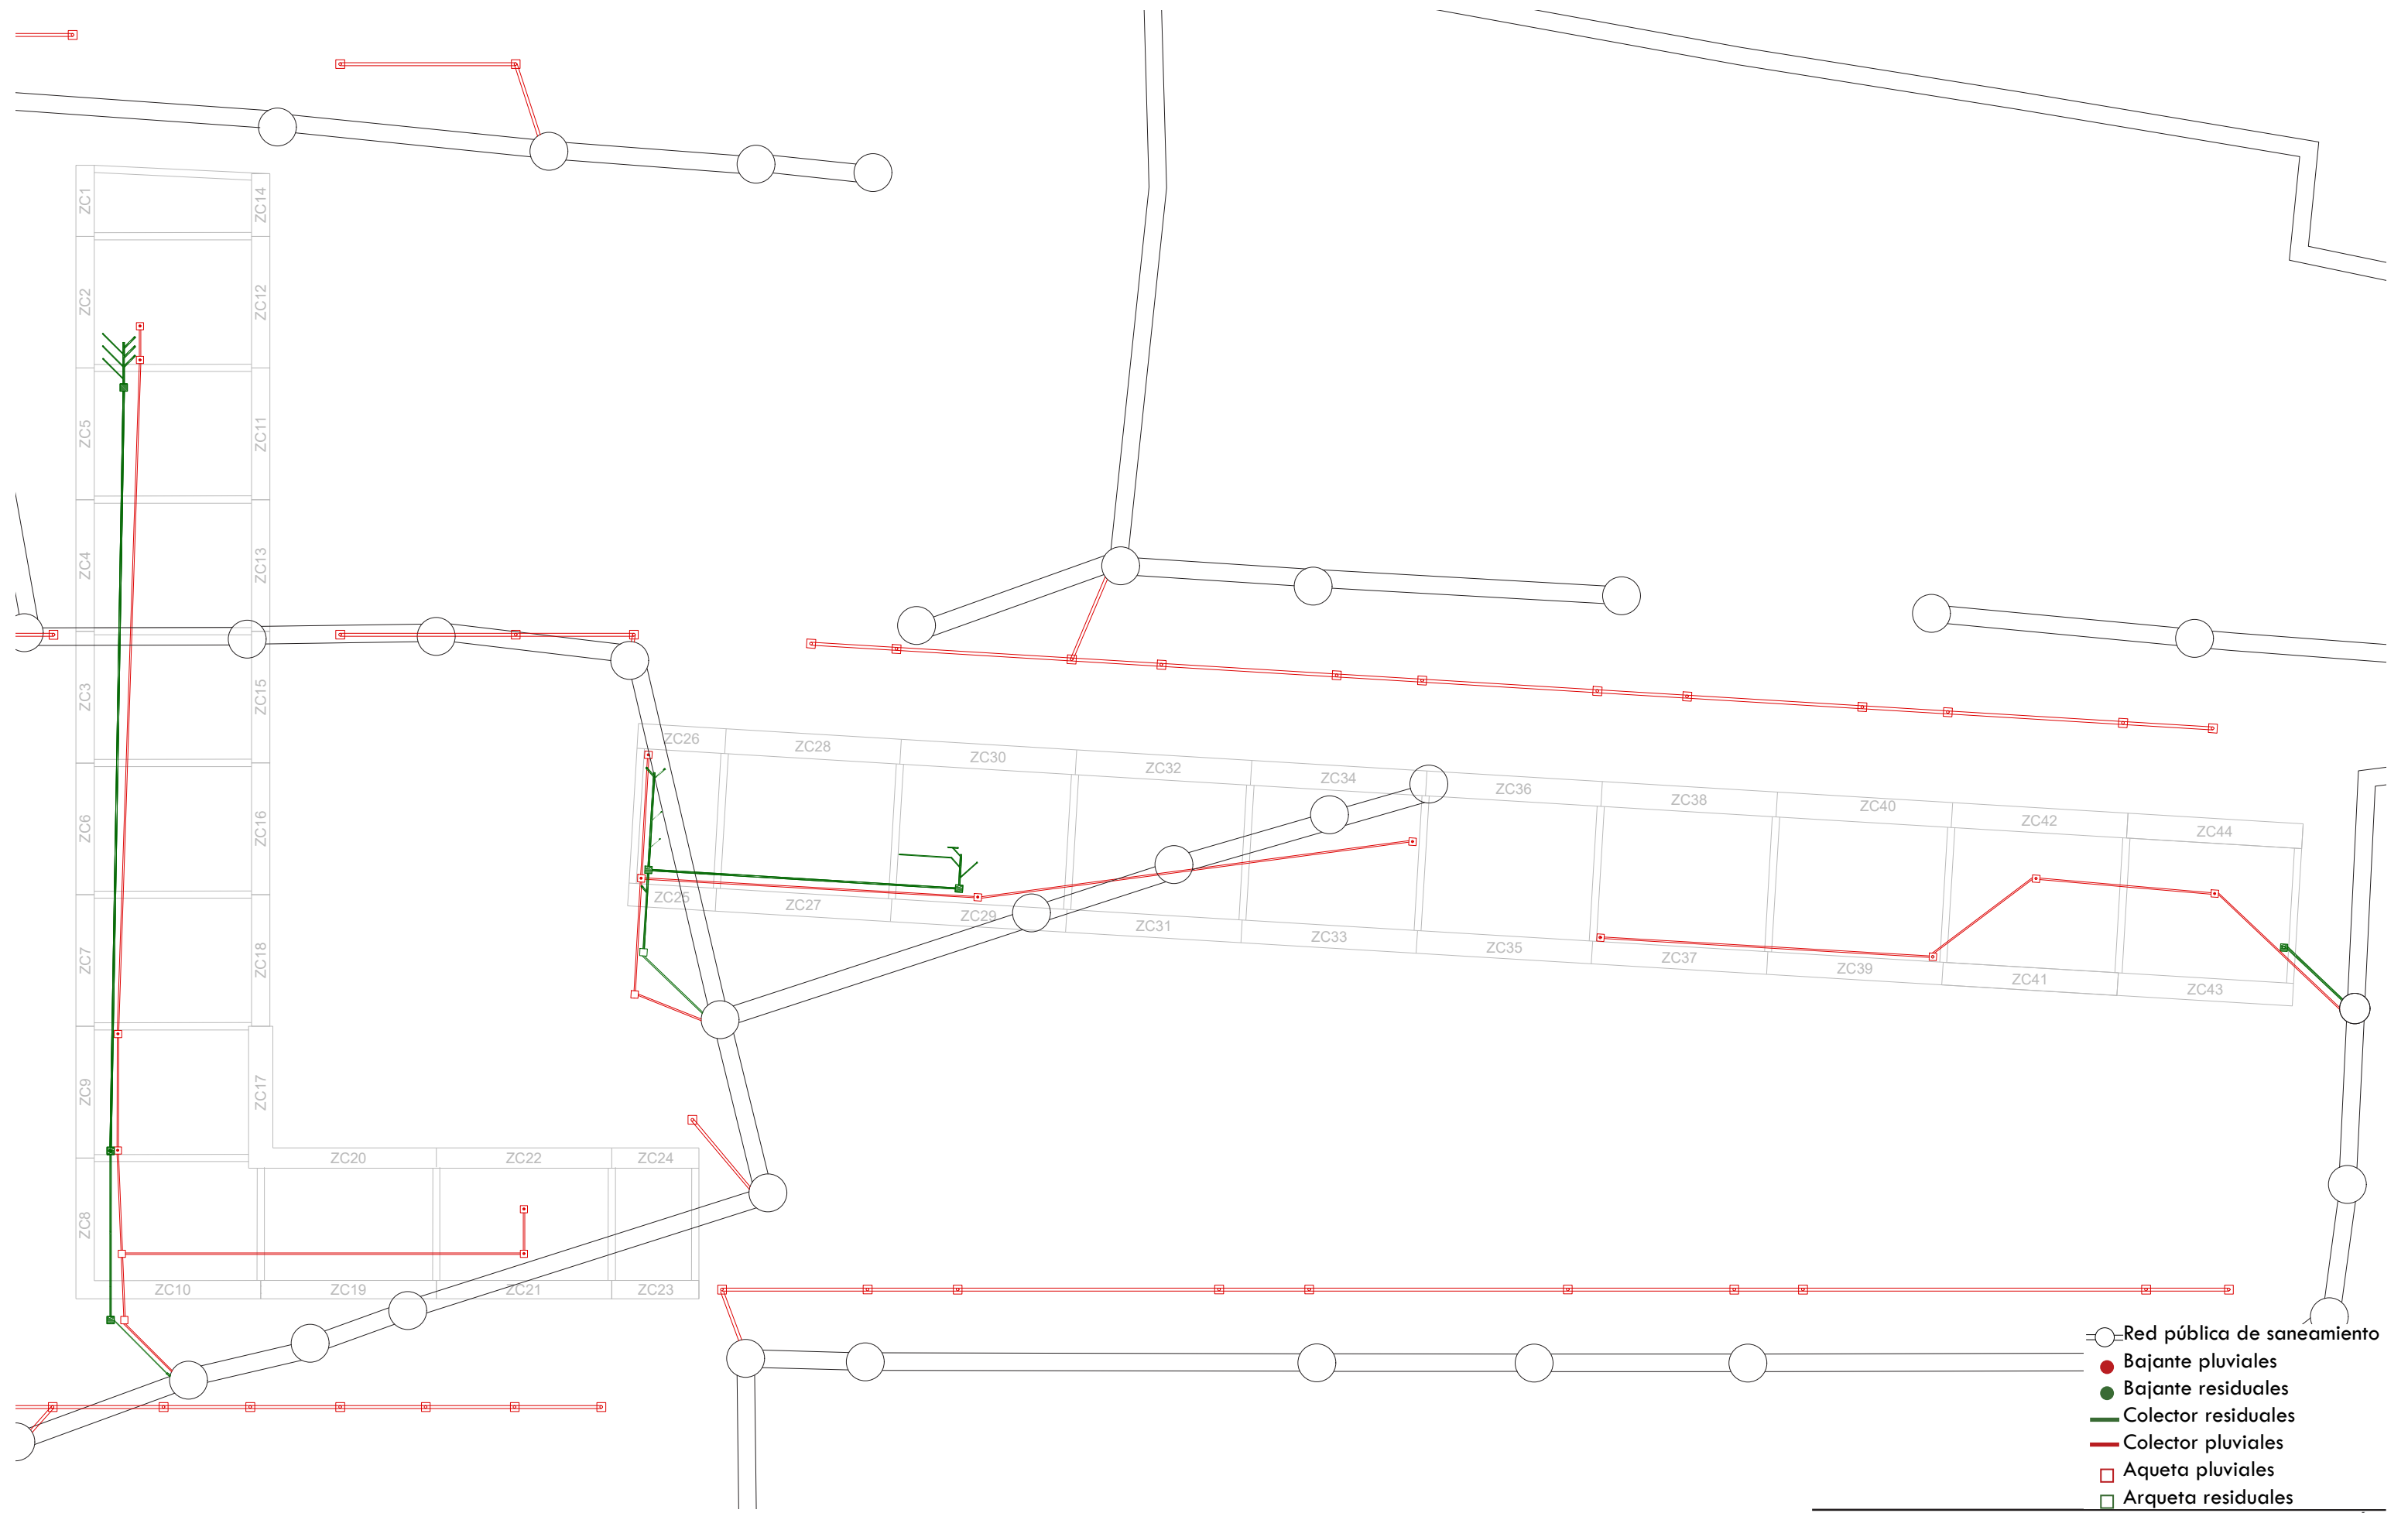 ZC1
ZC14
ZC2
ZC12
ZC5
ZC11
ZC4
ZC13
ZC3
ZC15
ZC6
ZC16
ZC7
ZC18
ZC9
ZC17
ZC8
ZC20
ZC22
ZC24
ZC10
ZC19
ZC21
ZC23
ZC26
ZC28
ZC30
ZC32
ZC34
ZC36
ZC38
ZC40
ZC42
ZC44
ZC25
ZC27
ZC29
ZC31
ZC33
ZC35
ZC37
ZC39
ZC41
ZC43
Red pública de saneamiento
Bajante pluviales
Bajante residuales
Colector residuales
Colector pluviales
Aqueta pluviales
Arqueta residuales